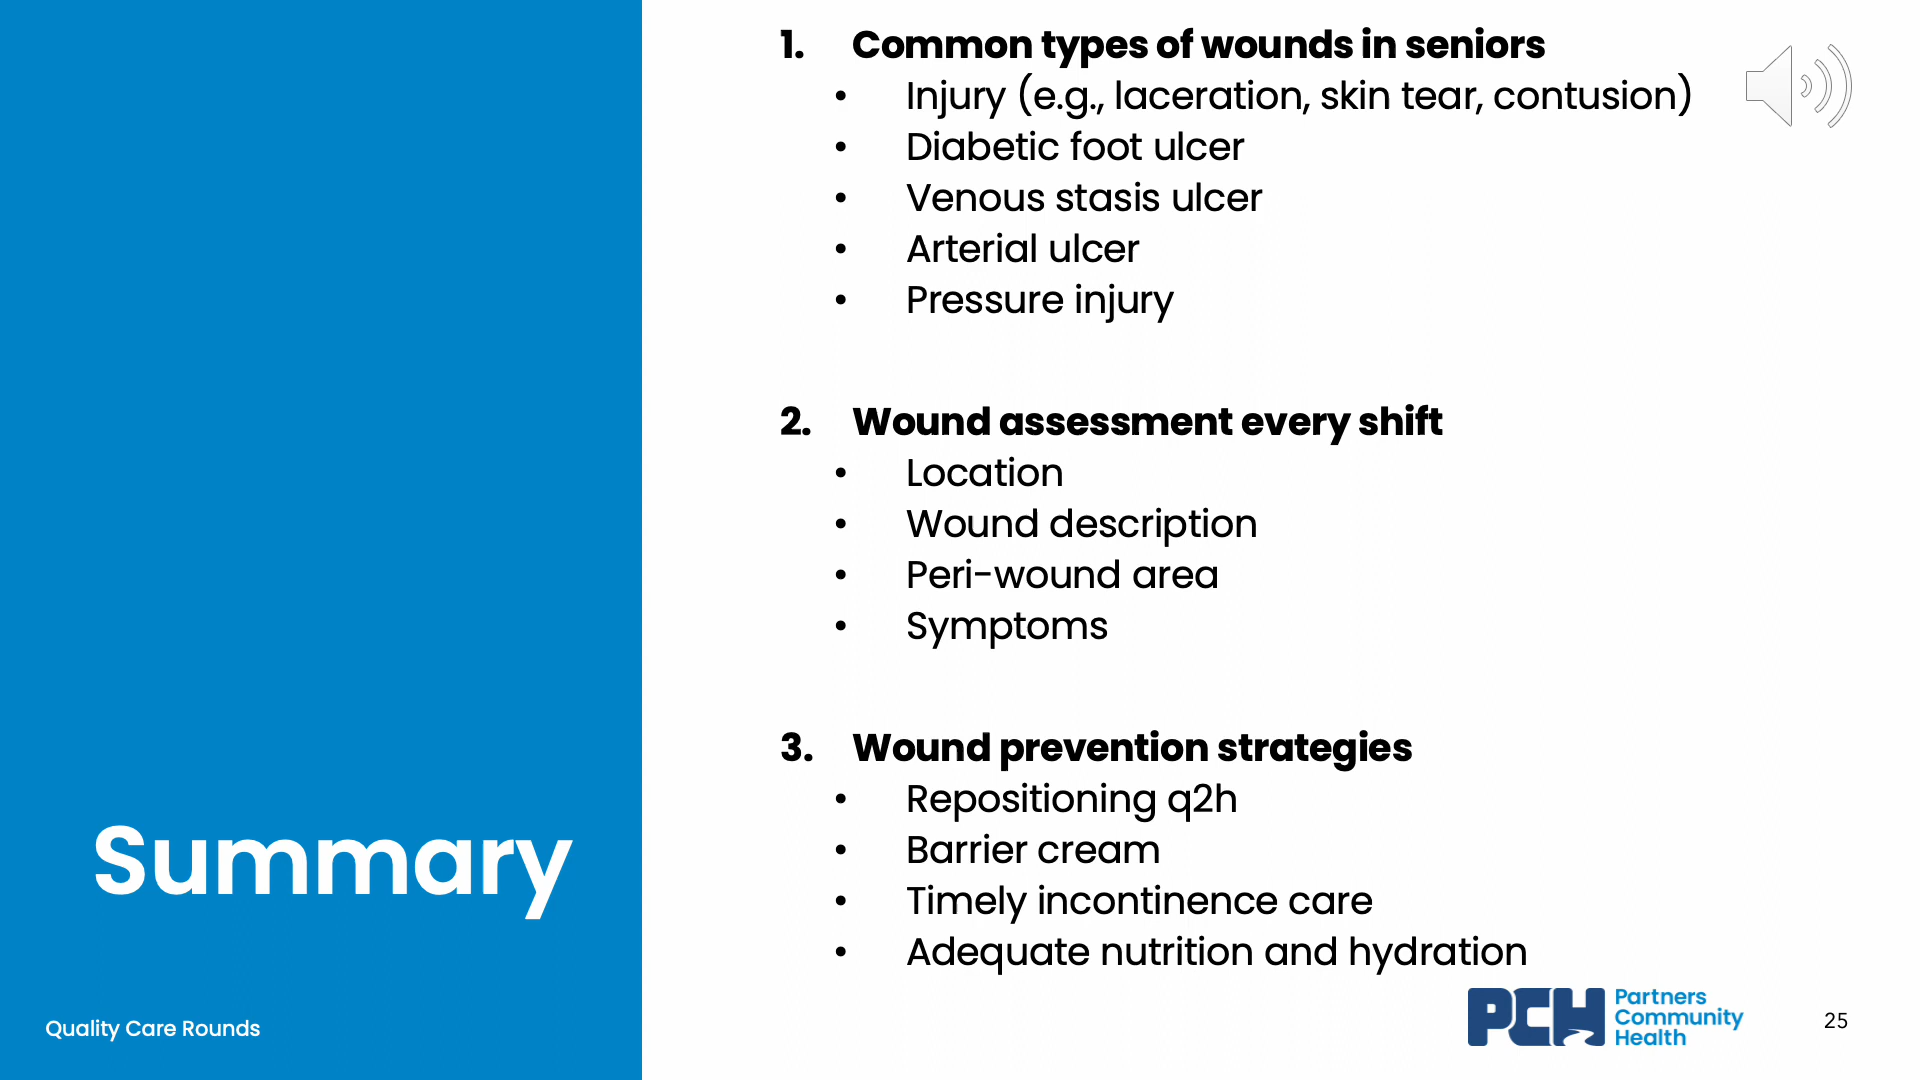 1. Common types of wounds in seniors
• Injury (e.g., laceration, skin tear, contusion)
• Diabetic foot ulcer
• Venous stasis ulcer
• Arterial ulcer
• Pressure injury
2. Wound assessment every shift
• Location
• Wound description
• Peri-wound area
• Symptoms
3. Wound prevention strategies
• Repositioning q2h
• Barrier cream
• Timely incontinence care
• Adequate nutrition and hydration
Summary
Quality Care Rounds
PCH
Partners
Community
Health
25